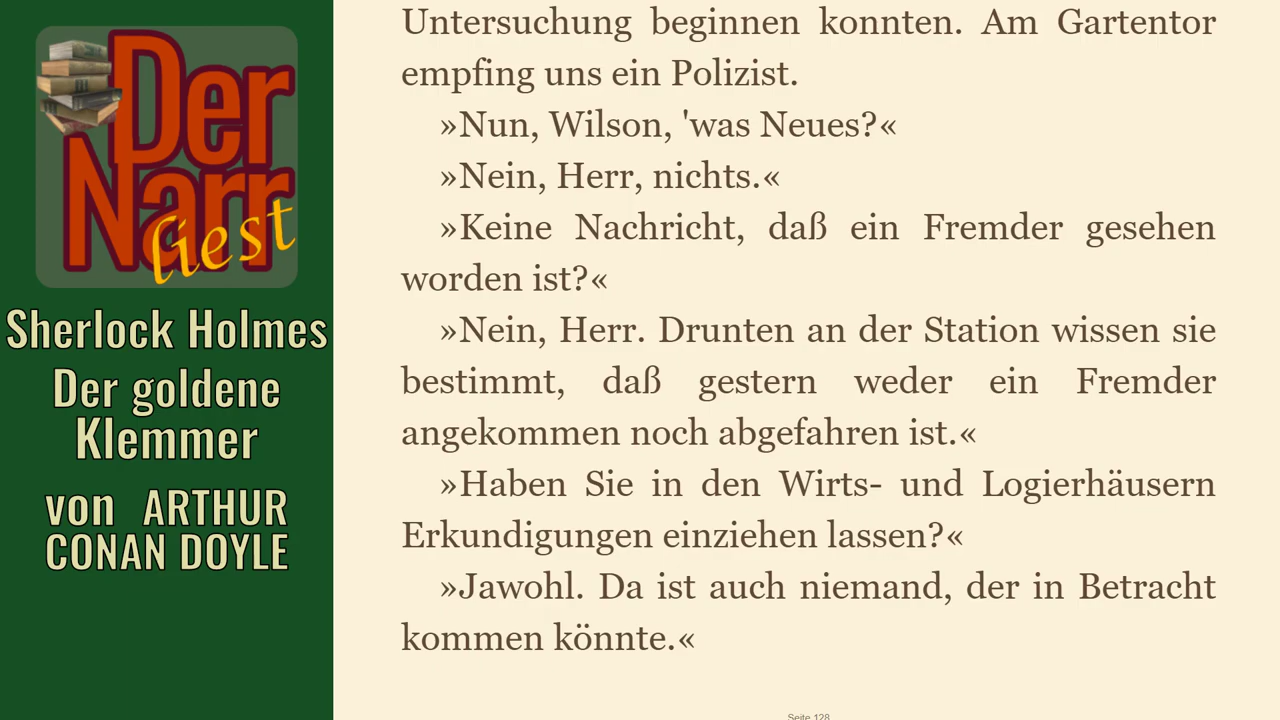 Der
Narr
liest
Sherlock Holmes
Der goldene
Klemmer
von ARTHUR
CONAN DOYLE
Untersuchung beginnen konnten. Am Gartentor
empfing uns ein Polizist.
»Nun, Wilson, 'was Neues?«
»Nein, Herr, nichts.«
»Keine Nachricht, daß ein Fremder gesehen
worden ist?«
»Nein, Herr. Drunten an der Station wissen sie
bestimmt, daß gestern weder ein Fremder
angekommen noch abgefahren ist.«
»Haben Sie in den Wirts- und Logierhäusern
Erkundigungen einziehen lassen?«
»Jawohl. Da ist auch niemand, der in Betracht
kommen könnte.«
Seite 128